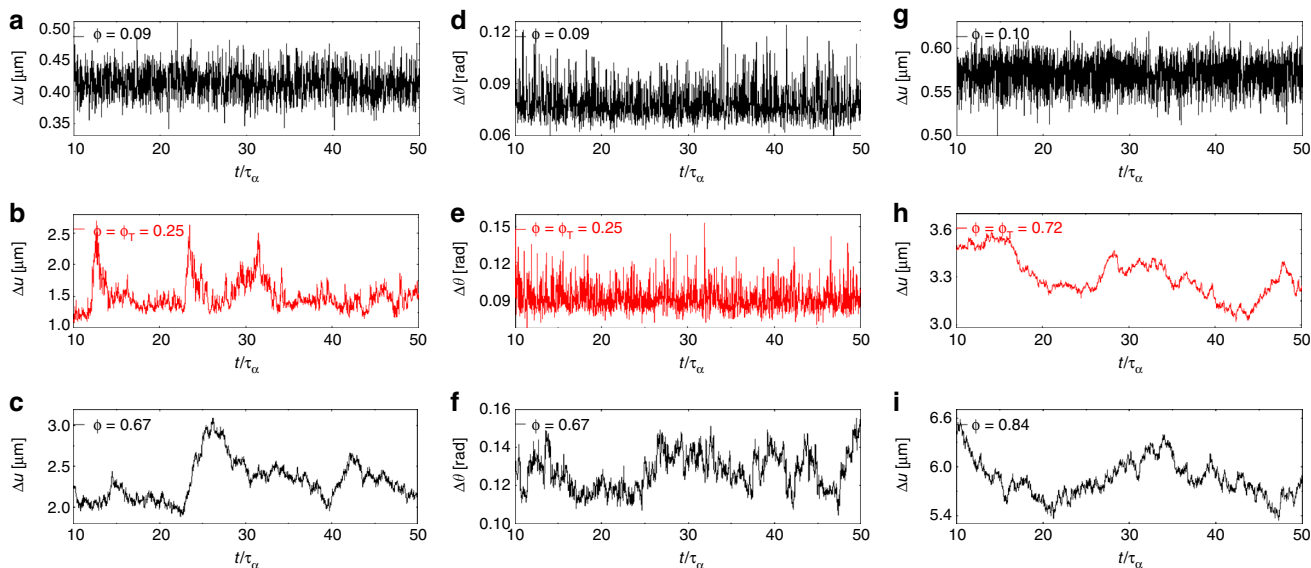 a
ϕ = 0.09
0.50
0.45
0.40
0.35
Δu [μm]
10 20 30 40 50
t/τα
d
ϕ = 0.09
0.12
0.09
0.06
Δθ [rad]
10 20 30 40 50
t/τα
g
ϕ = 0.10
0.60
0.55
0.50
Δu [μm]
10 20 30 40 50
t/τα
b
ϕ = ϕT = 0.25
2.5
2.0
1.5
1.0
Δu [μm]
10 20 30 40 50
t/τα
e
ϕ = ϕT = 0.25
0.15
0.12
0.09
Δθ [rad]
10 20 30 40 50
t/τα
h
ϕ = ϕT = 0.72
3.6
3.3
3.0
Δu [μm]
10 20 30 40 50
t/τα
c
ϕ = 0.67
3.0
2.5
2.0
Δu [μm]
10 20 30 40 50
t/τα
f
ϕ = 0.67
0.16
0.14
0.12
0.10
Δθ [rad]
10 20 30 40 50
t/τα
i
ϕ = 0.84
6.6
6.0
5.4
Δu [μm]
10 20 30 40 50
t/τα